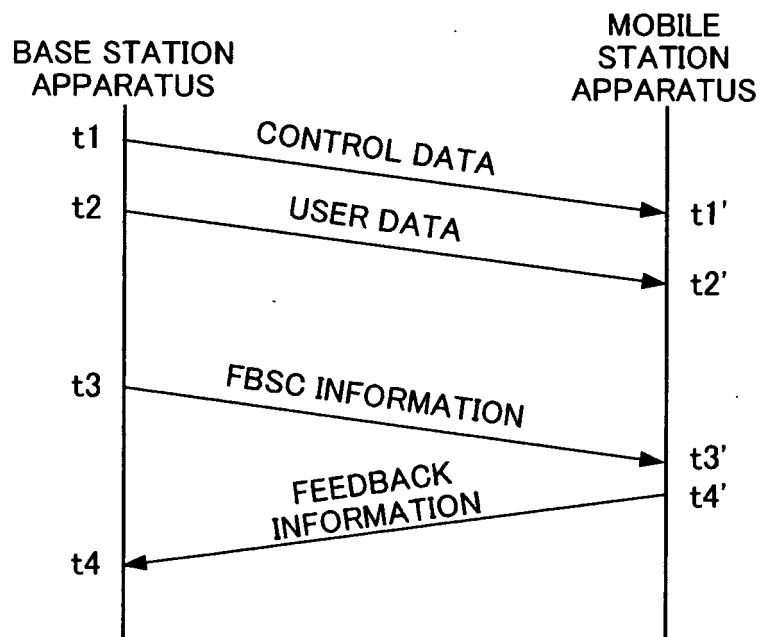 BASE STATION
APPARATUS
MOBILE
STATION
APPARATUS
t1
CONTROL DATA
t1'
t2
USER DATA
t2'
t3
FBSC INFORMATION
t3'
FEEDBACK
INFORMATION
t4'
t4